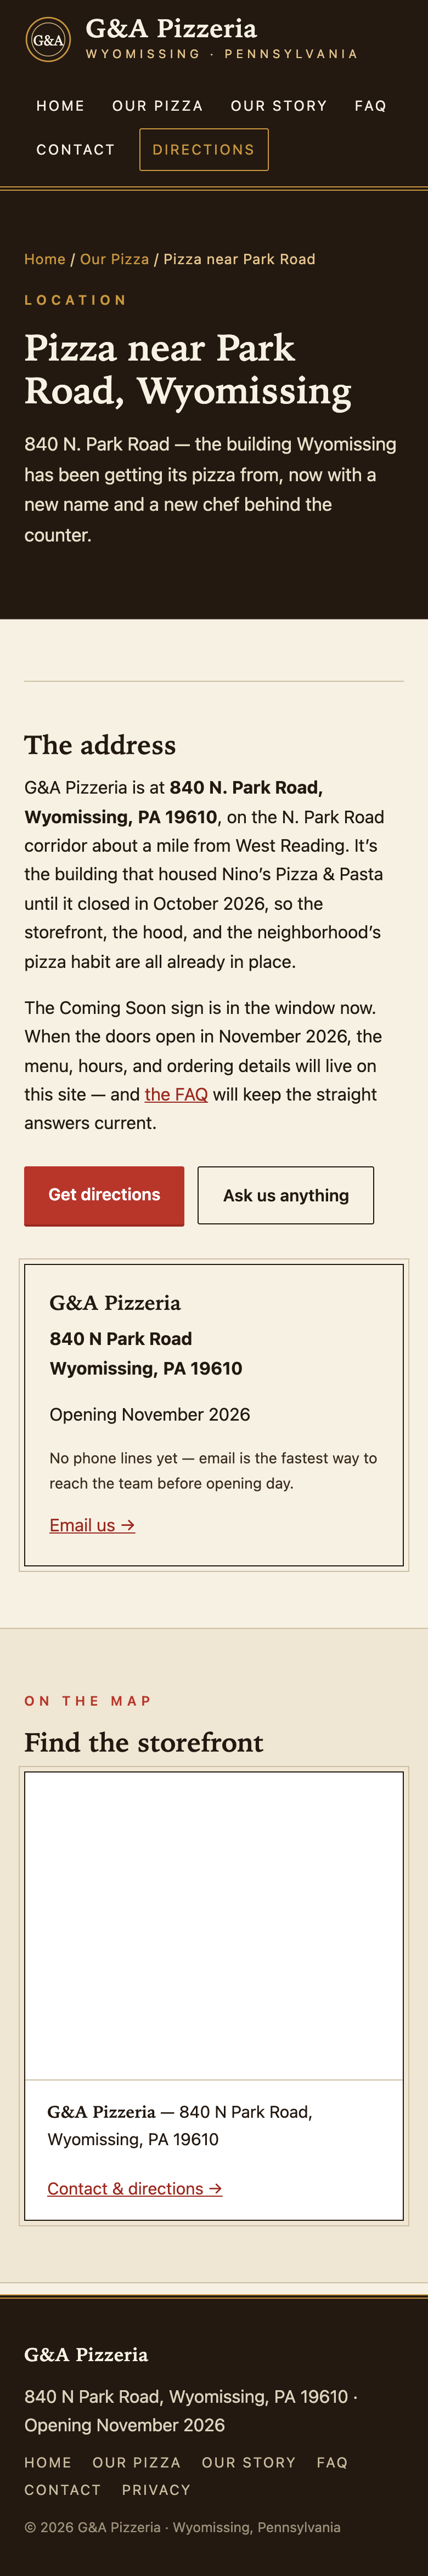 G&A
G&A Pizzeria
WYOMISSING · PENNSYLVANIA
HOME OUR PIZZA OUR STORY FAQ
CONTACT DIRECTIONS
Home / Our Pizza / Pizza near Park Road
LOCATION
Pizza near Park
Road, Wyomissing
840 N. Park Road — the building Wyomissing
has been getting its pizza from, now with a
new name and a new chef behind the
counter.
The address
G&A Pizzeria is at 840 N. Park Road,
Wyomissing, PA 19610, on the N. Park Road
corridor about a mile from West Reading. It’s
the building that housed Nino’s Pizza & Pasta
until it closed in October 2026, so the
storefront, the hood, and the neighborhood’s
pizza habit are all already in place.
The Coming Soon sign is in the window now.
When the doors open in November 2026, the
menu, hours, and ordering details will live on
this site — and the FAQ will keep the straight
answers current.
Get directions Ask us anything
G&A Pizzeria
840 N Park Road
Wyomissing, PA 19610
Opening November 2026
No phone lines yet — email is the fastest way to
reach the team before opening day.
Email us →
ON THE MAP
Find the storefront
G&A Pizzeria — 840 N Park Road,
Wyomissing, PA 19610
Contact & directions →
G&A Pizzeria
840 N Park Road, Wyomissing, PA 19610 ·
Opening November 2026
HOME OUR PIZZA OUR STORY FAQ
CONTACT PRIVACY
© 2026 G&A Pizzeria · Wyomissing, Pennsylvania